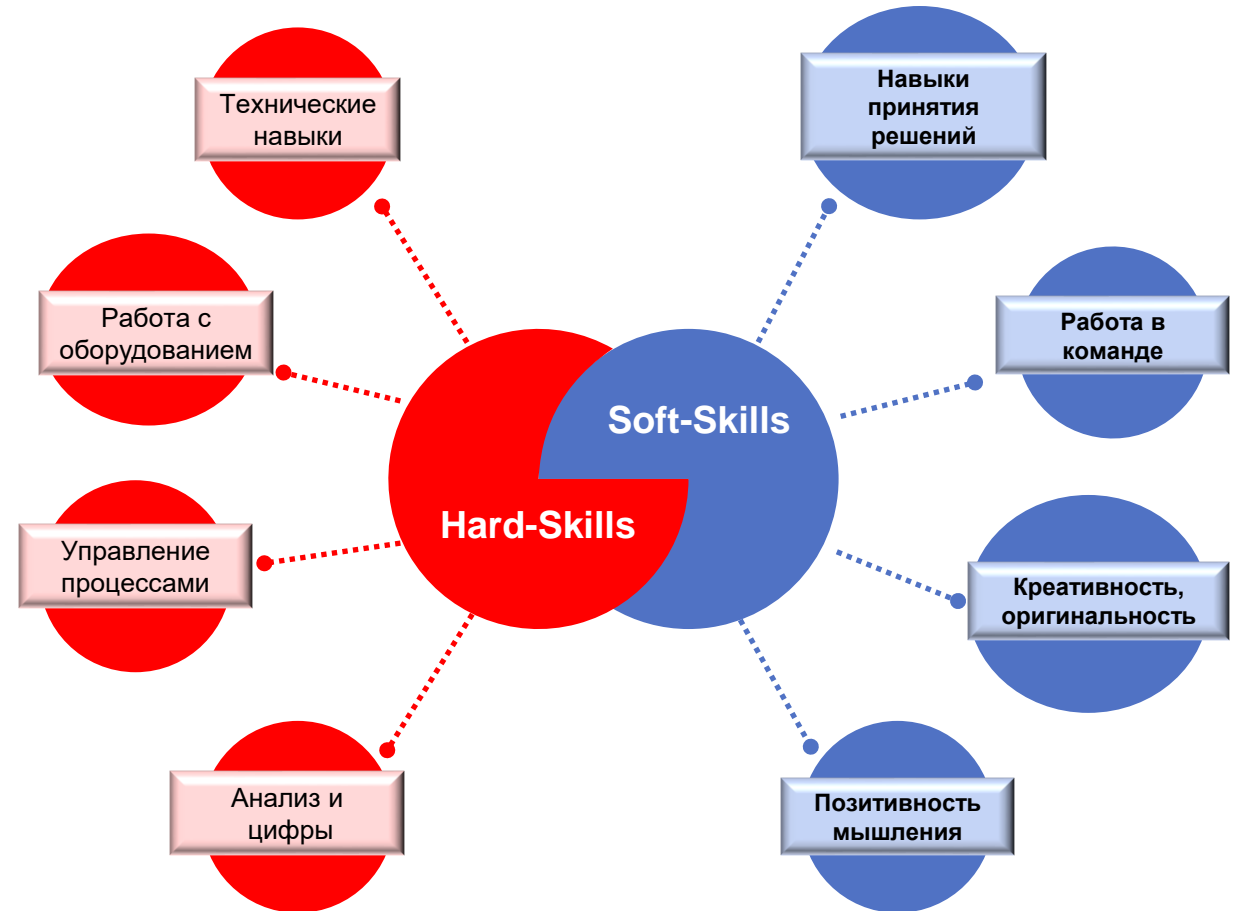 Технические
навыки
Навыки
принятия
решений
Работа с
оборудованием
Работа в
команде
Soft-Skills
Hard-Skills
Управление
процессами
Креативность,
оригинальность
Анализ и
цифры
Позитивность
мышления